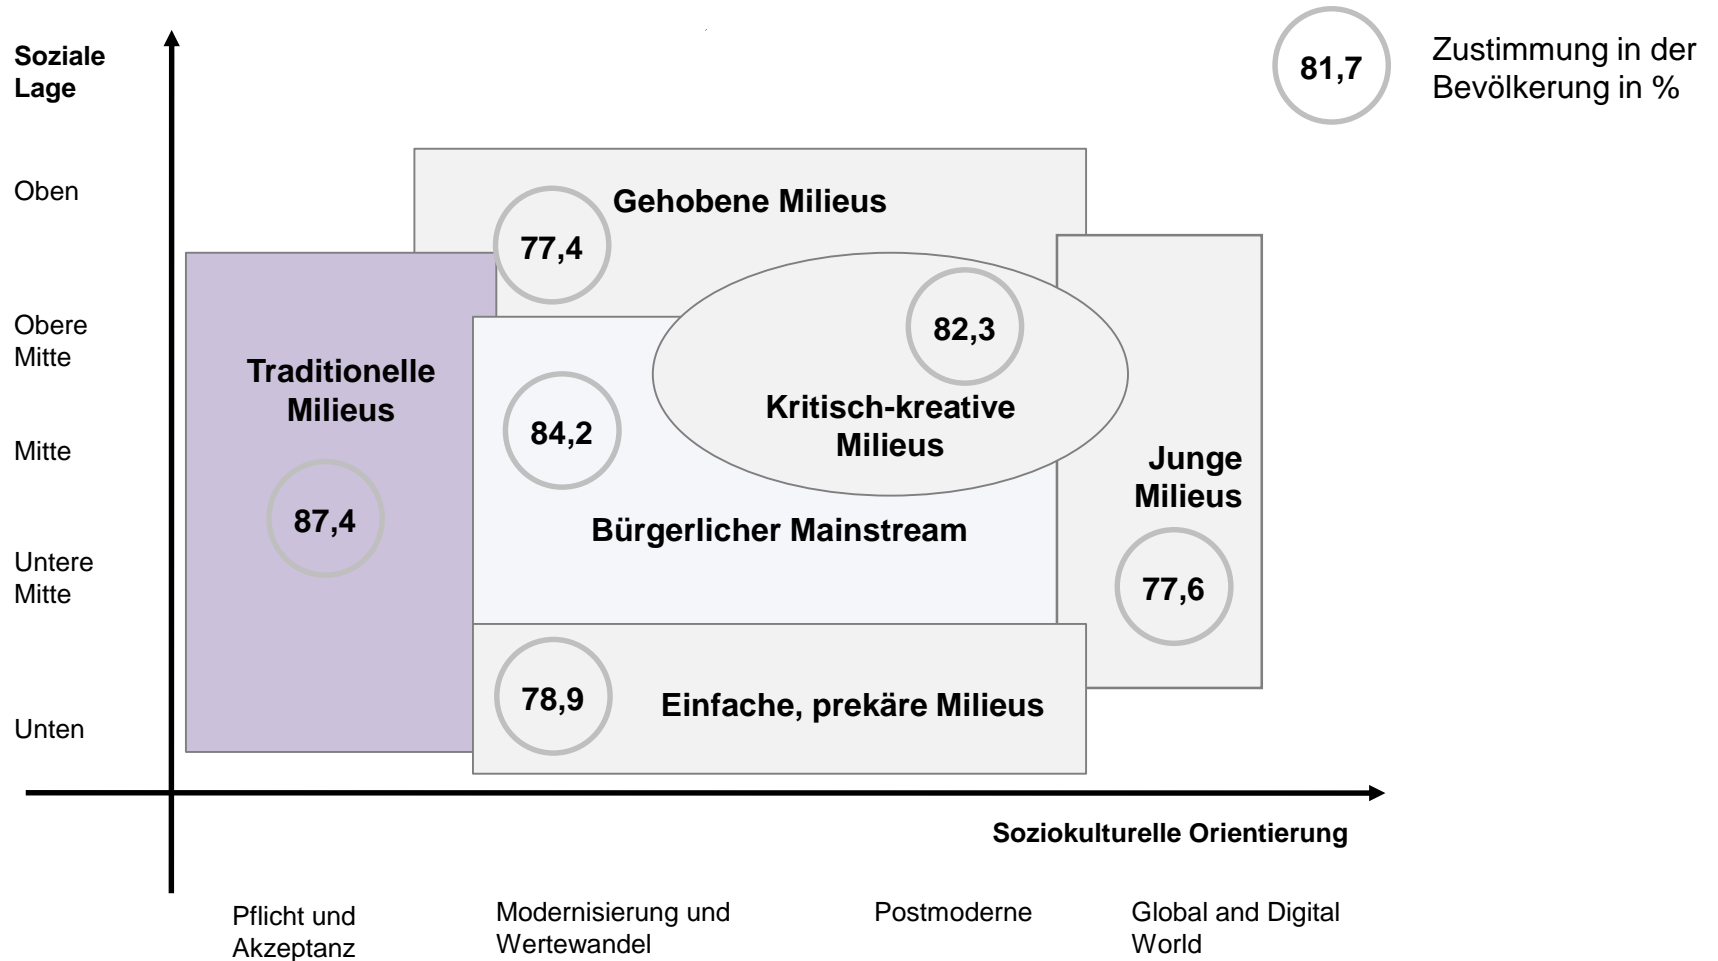 Soziale
Lage
81,7
Zustimmung in der
Bevölkerung in %
Oben
Gehobene Milieus
77,4
Obere
Mitte
82,3
Traditionelle
Milieus
Kritisch-kreative
Milieus
84,2
Mitte
Junge
Milieus
87,4
Bürgerlicher Mainstream
Untere
Mitte
77,6
78,9
Einfache, prekäre Milieus
Unten
Soziokulturelle Orientierung
Pflicht und
Akzeptanz
Modernisierung und
Wertewandel
Postmoderne
Global and Digital
World